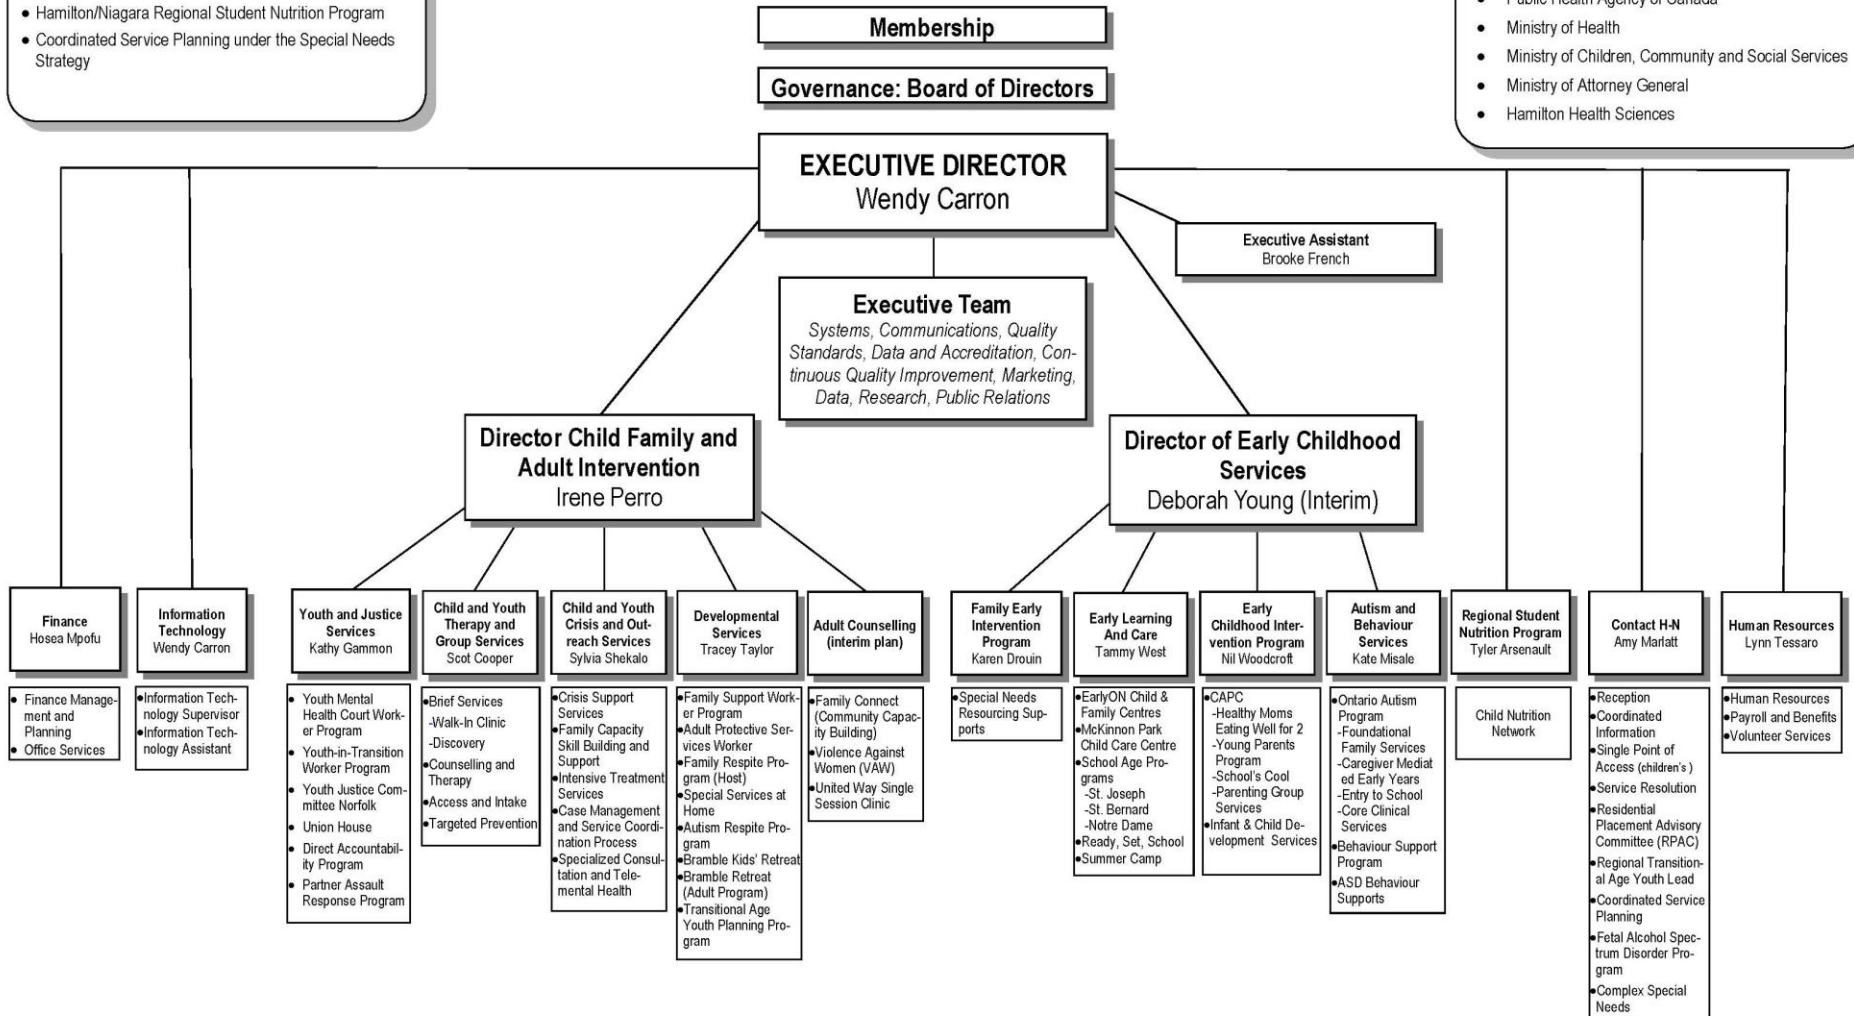 • Hamilton/Niagara Regional Student Nutrition Program
• Coordinated Service Planning under the Special Needs
Strategy
Public Health Agency of Canada
• Ministry of Health
• Ministry of Children, Community and Social Services
• Ministry of Attorney General
• Hamilton Health Sciences
Membership
Governance: Board of Directors
EXECUTIVE DIRECTOR
Wendy Carron
Executive Assistant
Brooke French
Executive Team
Systems, Communications, Quality
Standards, Data and Accreditation, Con-
tinuous Quality Improvement, Marketing,
Data, Research, Public Relations
Director Child Family and
Adult Intervention
Irene Perro
Director of Early Childhood
Services
Deborah Young (Interim)
Finance
Hosea Mpofu
• Finance Manage-
ment and
Planning
• Office Services
Information
Technology
Wendy Carron
•Information Tech-
nology Supervisor
•Information Tech-
nology Assistant
Youth and Justice
Services
Kathy Gammon
• Youth Mental
Health Court Work-
er Program
• Youth-in-Transition
Worker Program
• Youth Justice Com-
mittee Norfolk
• Union House
• Direct Accountabil-
ity Program
• Partner Assault
Response Program
Child and Youth
Therapy and
Group Services
Scot Cooper
•Brief Services
-Walk-In Clinic
-Discovery
•Counselling and
Therapy
•Access and Intake
•Targeted Prevention
Child and Youth
Crisis and Out-
reach Services
Sylvia Shekalo
•Crisis Support
Services
•Family Capacity
Skill Building and
Support
•Intensive Treatment
Services
•Case Management
and Service Coordi-
nation Process
•Specialized Consul-
tation and Tele-
mental Health
Developmental
Services
Tracey Taylor
•Family Support Work-
er Program
•Adult Protective Ser-
vices Worker
•Family Respite Pro-
gram (Host)
•Special Services at
Home
•Autism Respite Pro-
gram
•Bramble Kids' Retreat
•Bramble Retreat
(Adult Program)
•Transitional Age
Youth Planning Pro-
gram
Adult Counselling
(interim plan)
•Family Connect
(Community Capac-
ity Building)
•Violence Against
Women (VAW)
•United Way Single
Session Clinic
Family Early
Intervention
Program
Karen Drouin
•Special Needs
Resourcing Sup-
ports
Early Learning
And Care
Tammy West
•EarlyON Child &
Family Centres
•McKinnon Park
Child Care Centre
•School Age Pro-
grams
-St. Joseph
-St. Bernard
-Notre Dame
•Ready, Set, School
•Summer Camp
Early
Childhood Inter-
vention Program
Nil Woodcroft
•CAPC
-Healthy Moms
Eating Well for 2
-Young Parents
Program
-School's Cool
-Parenting Group
Services
•Infant & Child De-
velopment Services
Autism and
Behaviour
Services
Kate Misale
•Ontario Autism
Program
-Foundational
Family Services
-Caregiver Mediat
ed Early Years
-Entry to School
-Core Clinical
Services
•Behaviour Support
Program
•ASD Behaviour
Supports
Regional Student
Nutrition Program
Tyler Arsenault
Child Nutrition
Network
Contact H-N
Amy Marlatt
•Reception
•Coordinated
Information
•Single Point of
Access (children's )
•Service Resolution
•Residential
Placement Advisory
Committee (RPAC)
•Regional Transition-
al Age Youth Lead
•Coordinated Service
Planning
•Fetal Alcohol Spec-
trum Disorder Pro-
gram
•Complex Special
Needs
Human Resources
Lynn Tessaro
•Human Resources
•Payroll and Benefits
•Volunteer Services